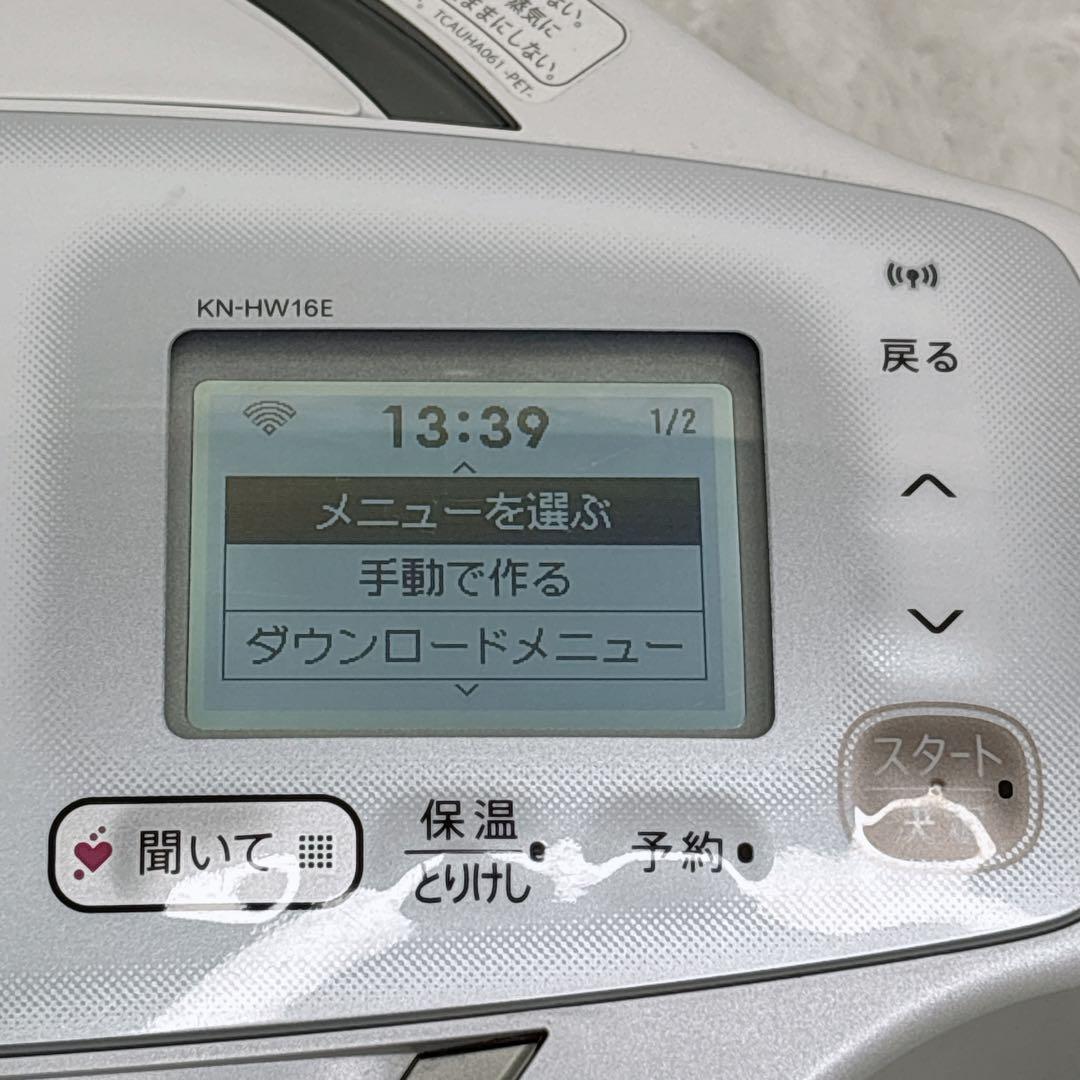 ない。
蒸気に
ままにしない。
TCAUHA061 -PET-
KN-HW16E
戻る
13:39
1/2
メニューを選ぶ
手動で作る
ダウンロードメニュー
スタート
聞いて
保温
とりけし
予約